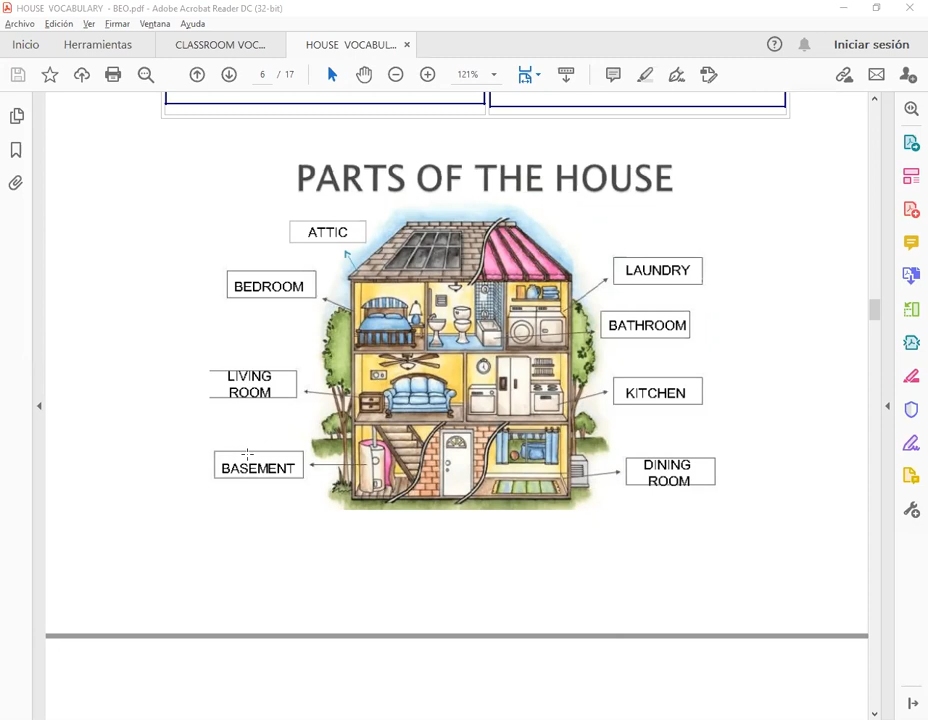 HOUSE VOCABULARY - BEO.pdf - Adobe Acrobat Reader DC (32-bit)
Archivo Edición Ver Firmar Ventana Ayuda
Inicio Herramientas CLASSROOM VOC... HOUSE VOCABUL... × Iniciar sesión
6 / 17 121%
PARTS OF THE HOUSE
ATTIC
LAUNDRY
BEDROOM
BATHROOM
LIVING
ROOM
KITCHEN
BASEMENT
DINING
ROOM